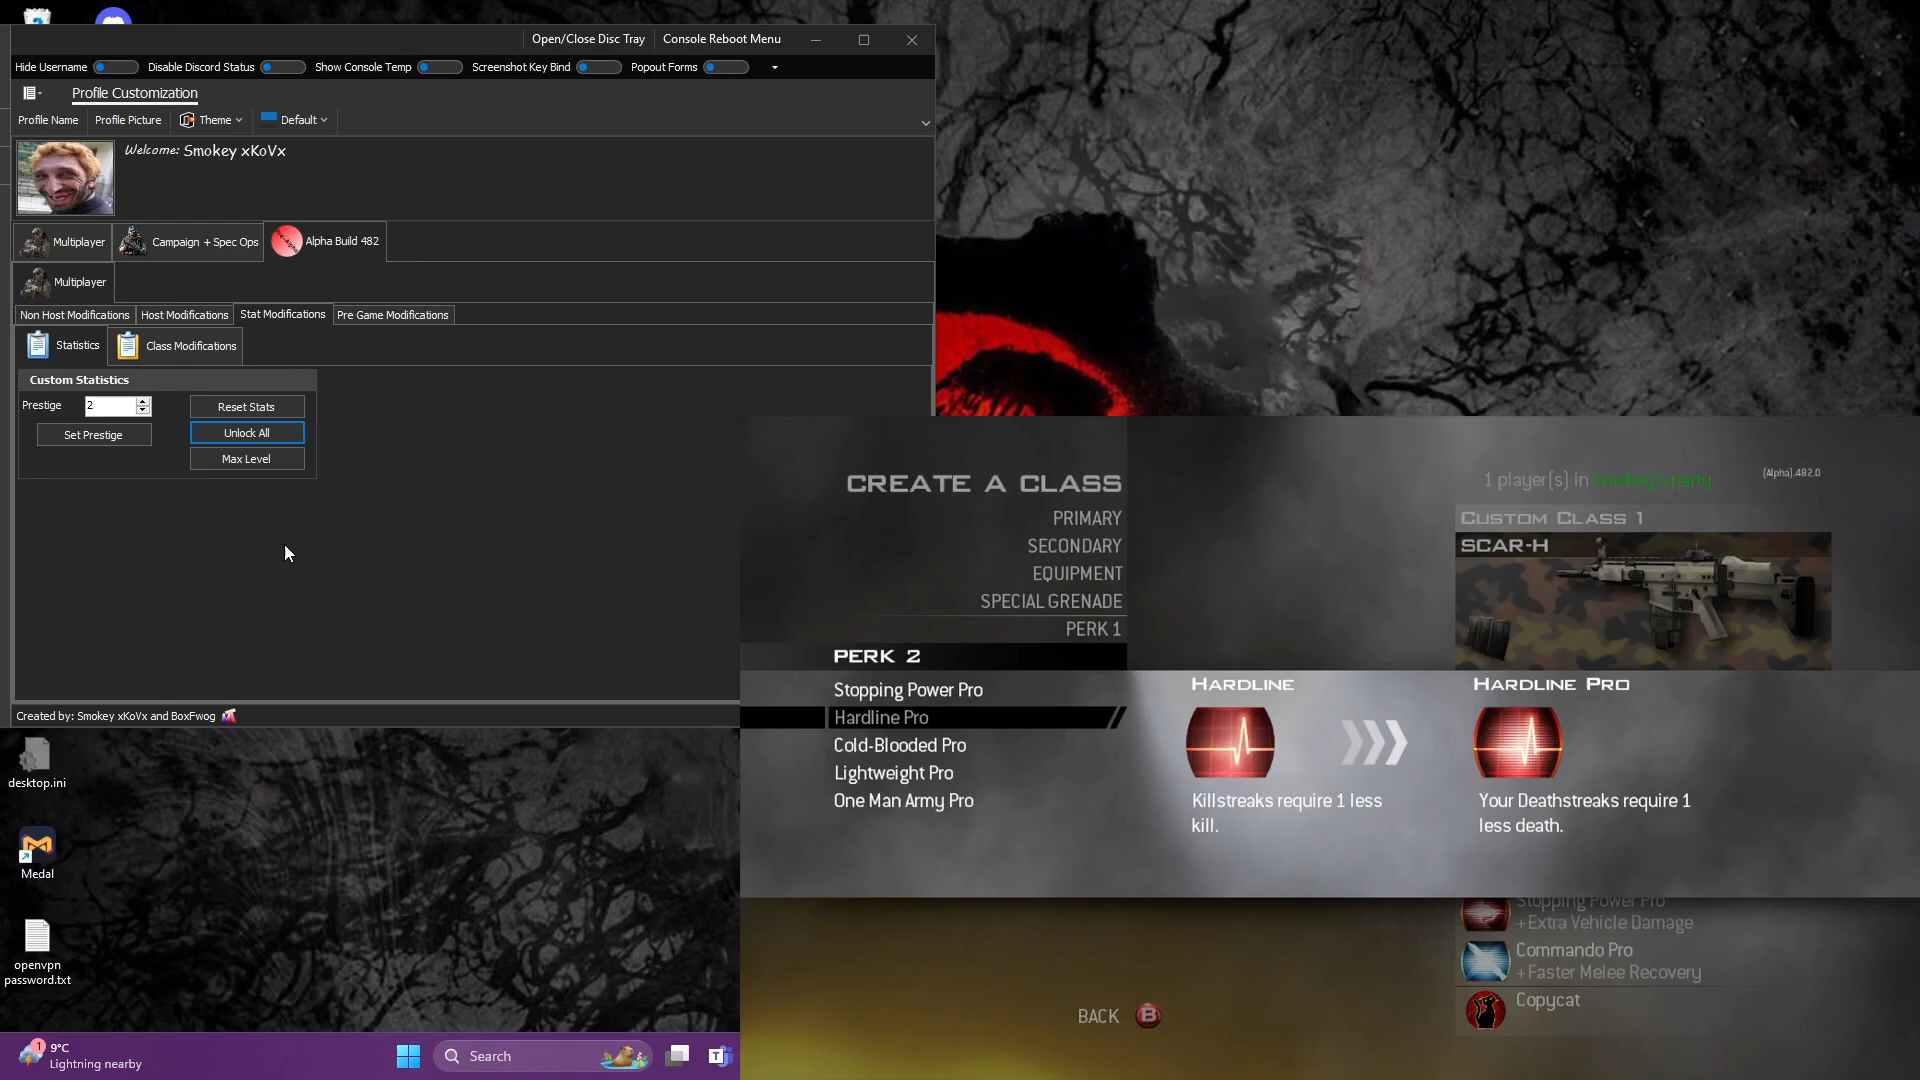 Open/Close Disc Tray
Console Reboot Menu
Hide Username
Disable Discord Status
Show Console Temp
Screenshot Key Bind
Popout Forms
Profile Customization
Profile Name
Profile Picture
Theme
Default
Welcome: Smokey xKoVx
Multiplayer
Campaign + Spec Ops
Alpha Build 482
Multiplayer
Non Host Modifications
Host Modifications
Stat Modifications
Pre Game Modifications
Statistics
Class Modifications
Custom Statistics
Prestige
2
Reset Stats
Set Prestige
Unlock All
Max Level
Created by: Smokey xKoVx and BoxFwog
CREATE A CLASS
PRIMARY
SECONDARY
EQUIPMENT
SPECIAL GRENADE
PERK 1
PERK 2
Stopping Power Pro
Hardline Pro
Cold-Blooded Pro
Lightweight Pro
One Man Army Pro
1 player(s) in Smokey's party.
(Alpha).482.0
CUSTOM CLASS 1
SCAR-H
HARDLINE
Killstreaks require 1 less
kill.
HARDLINE PRO
Your Deathstreaks require 1
less death.
Stopping Power Pro
+Extra Vehicle Damage
Commando Pro
+Faster Melee Recovery
Copycat
BACK
B
desktop.ini
Medal
openvpn
password.txt
1
9°C
Lightning nearby
Search
T